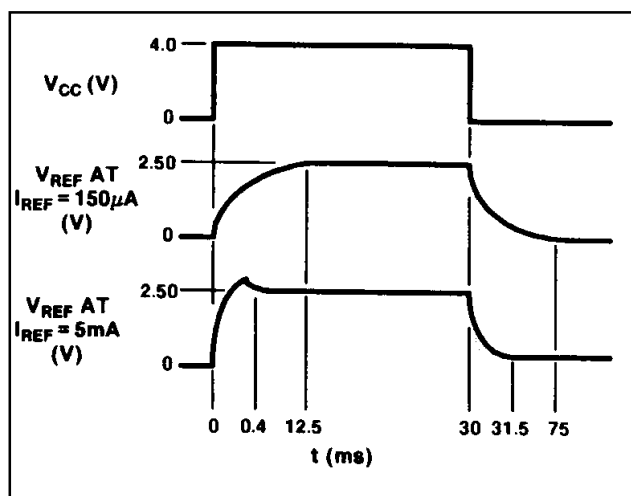 4.0
V_CC (V)
0
2.50
V_REF AT
I_REF = 150µA
(V)
0
2.50
V_REF AT
I_REF = 5mA
(V)
0
0 0.4 12.5 30 31.5 75
t (ms)